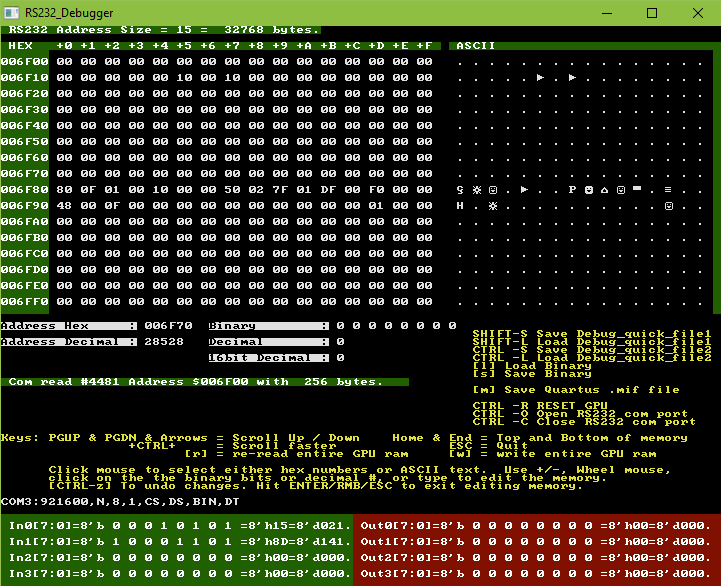 RS232_Debugger
RS232 Address Size = 15 =  32768 bytes.
HEX +0 +1 +2 +3 +4 +5 +6 +7 +8 +9 +A +B +C +D +E +F ASCII
006F00 00 00 00 00 00 00 00 00 00 00 00 00 00 00 00 00 . . . . . . . . . . . . . . . .
006F10 00 00 00 00 00 10 00 10 00 00 00 00 00 00 00 00 . . . . . ► . ► . . . . . . . .
006F20 00 00 00 00 00 00 00 00 00 00 00 00 00 00 00 00 . . . . . . . . . . . . . . . .
006F30 00 00 00 00 00 00 00 00 00 00 00 00 00 00 00 00 . . . . . . . . . . . . . . . .
006F40 00 00 00 00 00 00 00 00 00 00 00 00 00 00 00 00 . . . . . . . . . . . . . . . .
006F50 00 00 00 00 00 00 00 00 00 00 00 00 00 00 00 00 . . . . . . . . . . . . . . . .
006F60 00 00 00 00 00 00 00 00 00 00 00 00 00 00 00 00 . . . . . . . . . . . . . . . .
006F70 00 00 00 00 00 00 00 00 00 00 00 00 00 00 00 00 . . . . . . . . . . . . . . . .
006F80 80 0F 01 00 10 00 00 50 02 7F 01 DF 00 F0 00 00 Ç ☼ ☺ . ► . . P ☻ ⌂ ☺ ▀ . ≡ . .
006F90 48 00 0F 00 00 00 00 00 00 00 00 00 00 01 00 00 H . ☼ . . . . . . . . . . ☺ . .
006FA0 00 00 00 00 00 00 00 00 00 00 00 00 00 00 00 00 . . . . . . . . . . . . . . . .
006FB0 00 00 00 00 00 00 00 00 00 00 00 00 00 00 00 00 . . . . . . . . . . . . . . . .
006FC0 00 00 00 00 00 00 00 00 00 00 00 00 00 00 00 00 . . . . . . . . . . . . . . . .
006FD0 00 00 00 00 00 00 00 00 00 00 00 00 00 00 00 00 . . . . . . . . . . . . . . . .
006FE0 00 00 00 00 00 00 00 00 00 00 00 00 00 00 00 00 . . . . . . . . . . . . . . . .
006FF0 00 00 00 00 00 00 00 00 00 00 00 00 00 00 00 00 . . . . . . . . . . . . . . . .
Address Hex : 006F70 Binary : 0 0 0 0 0 0 0 0
Address Decimal : 28528 Decimal : 0
16bit Decimal : 0
SHIFT-S Save Debug_quick_file1
SHIFT-L Load Debug_quick_file1
CTRL -S Save Debug_quick_file2
CTRL -L Load Debug_quick_file2
[l] Load Binary
[s] Save Binary
Com read #4481 Address $006F00 with  256 bytes.
[m] Save Quartus .mif file
CTRL -R RESET GPU
CTRL -O Open RS232 com port
CTRL -C Close RS232 com port
Keys: PGUP & PGDN & Arrows = Scroll Up / Down Home & End = Top and Bottom of memory
+CTRL+ = Scroll faster ESC = Quit
[r] = re-read entire GPU ram [w] = write entire GPU ram
Click mouse to select either hex numbers or ASCII text.  Use +/-, Wheel mouse,
click on the the binary bits or decimal #, or type to edit the memory.
[CTRL-z] To undo changes. Hit ENTER/RMB/ESC to exit editing memory.
COM3:921600,N,8,1,CS,DS,BIN,DT
In0[7:0]=8'b 0 0 0 1 0 1 0 1 =8'h15=8'd021. Out0[7:0]=8'b 0 0 0 0 0 0 0 0 =8'h00=8'd000.
In1[7:0]=8'b 1 0 0 0 1 1 0 1 =8'h8D=8'd141. Out1[7:0]=8'b 0 0 0 0 0 0 0 0 =8'h00=8'd000.
In2[7:0]=8'b 0 0 0 0 0 0 0 0 =8'h00=8'd000. Out2[7:0]=8'b 0 0 0 0 0 0 0 0 =8'h00=8'd000.
In3[7:0]=8'b 0 0 0 0 0 0 0 0 =8'h00=8'd000. Out3[7:0]=8'b 0 0 0 0 0 0 0 0 =8'h00=8'd000.